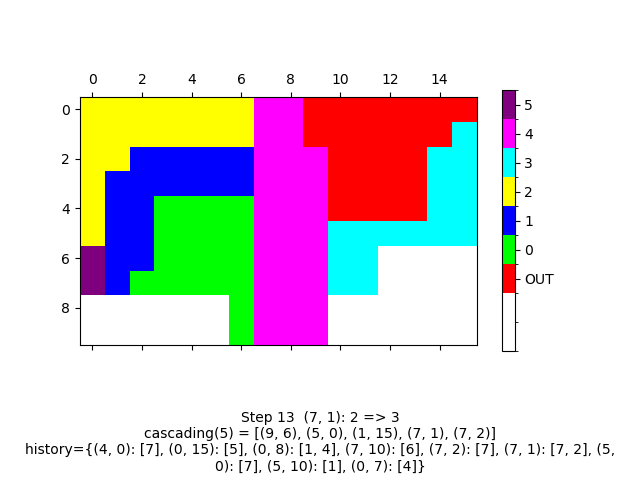 0 2 4 6 8 10 12 14
0
2
4
6
8
5
4
3
2
1
0
OUT
Step 13  (7, 1): 2 => 3
cascading(5) = [(9, 6), (5, 0), (1, 15), (7, 1), (7, 2)]
history={(4, 0): [7], (0, 15): [5], (0, 8): [1, 4], (7, 10): [6], (7, 2): [7], (7, 1): [7, 2], (5,
0): [7], (5, 10): [1], (0, 7): [4]}